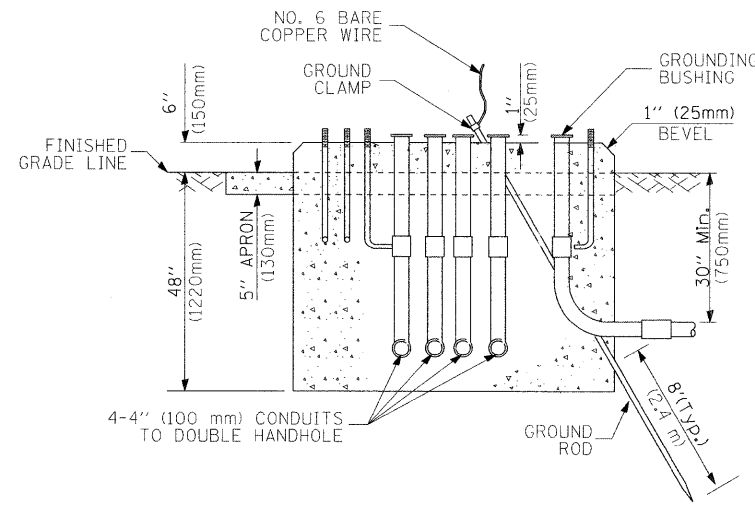 NO. 6 BARE
COPPER WIRE
GROUND
CLAMP
1"
(25mm)
GROUNDING
BUSHING
1" (25mm)
BEVEL
6"
(150mm)
FINISHED
GRADE LINE
48"
(1220mm)
5" APRON
(130mm)
30" Min.
(750mm)
4-4" (100 mm) CONDUITS
TO DOUBLE HANDHOLE
GROUND
ROD
8'(Typ.)
(2.4 m)